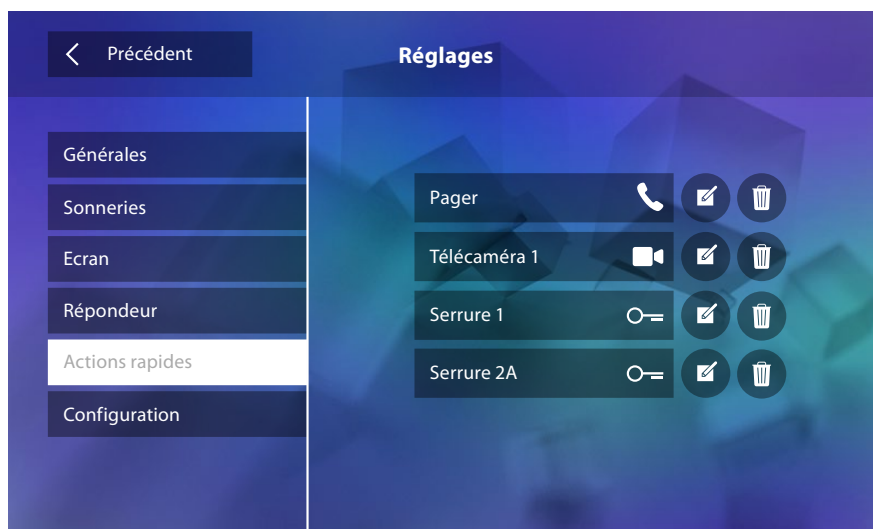 Précédent
Réglages
Générales
Sonneries
Ecran
Répondeur
Actions rapides
Configuration
Pager
Télécaméra 1
Serrure 1
Serrure 2A